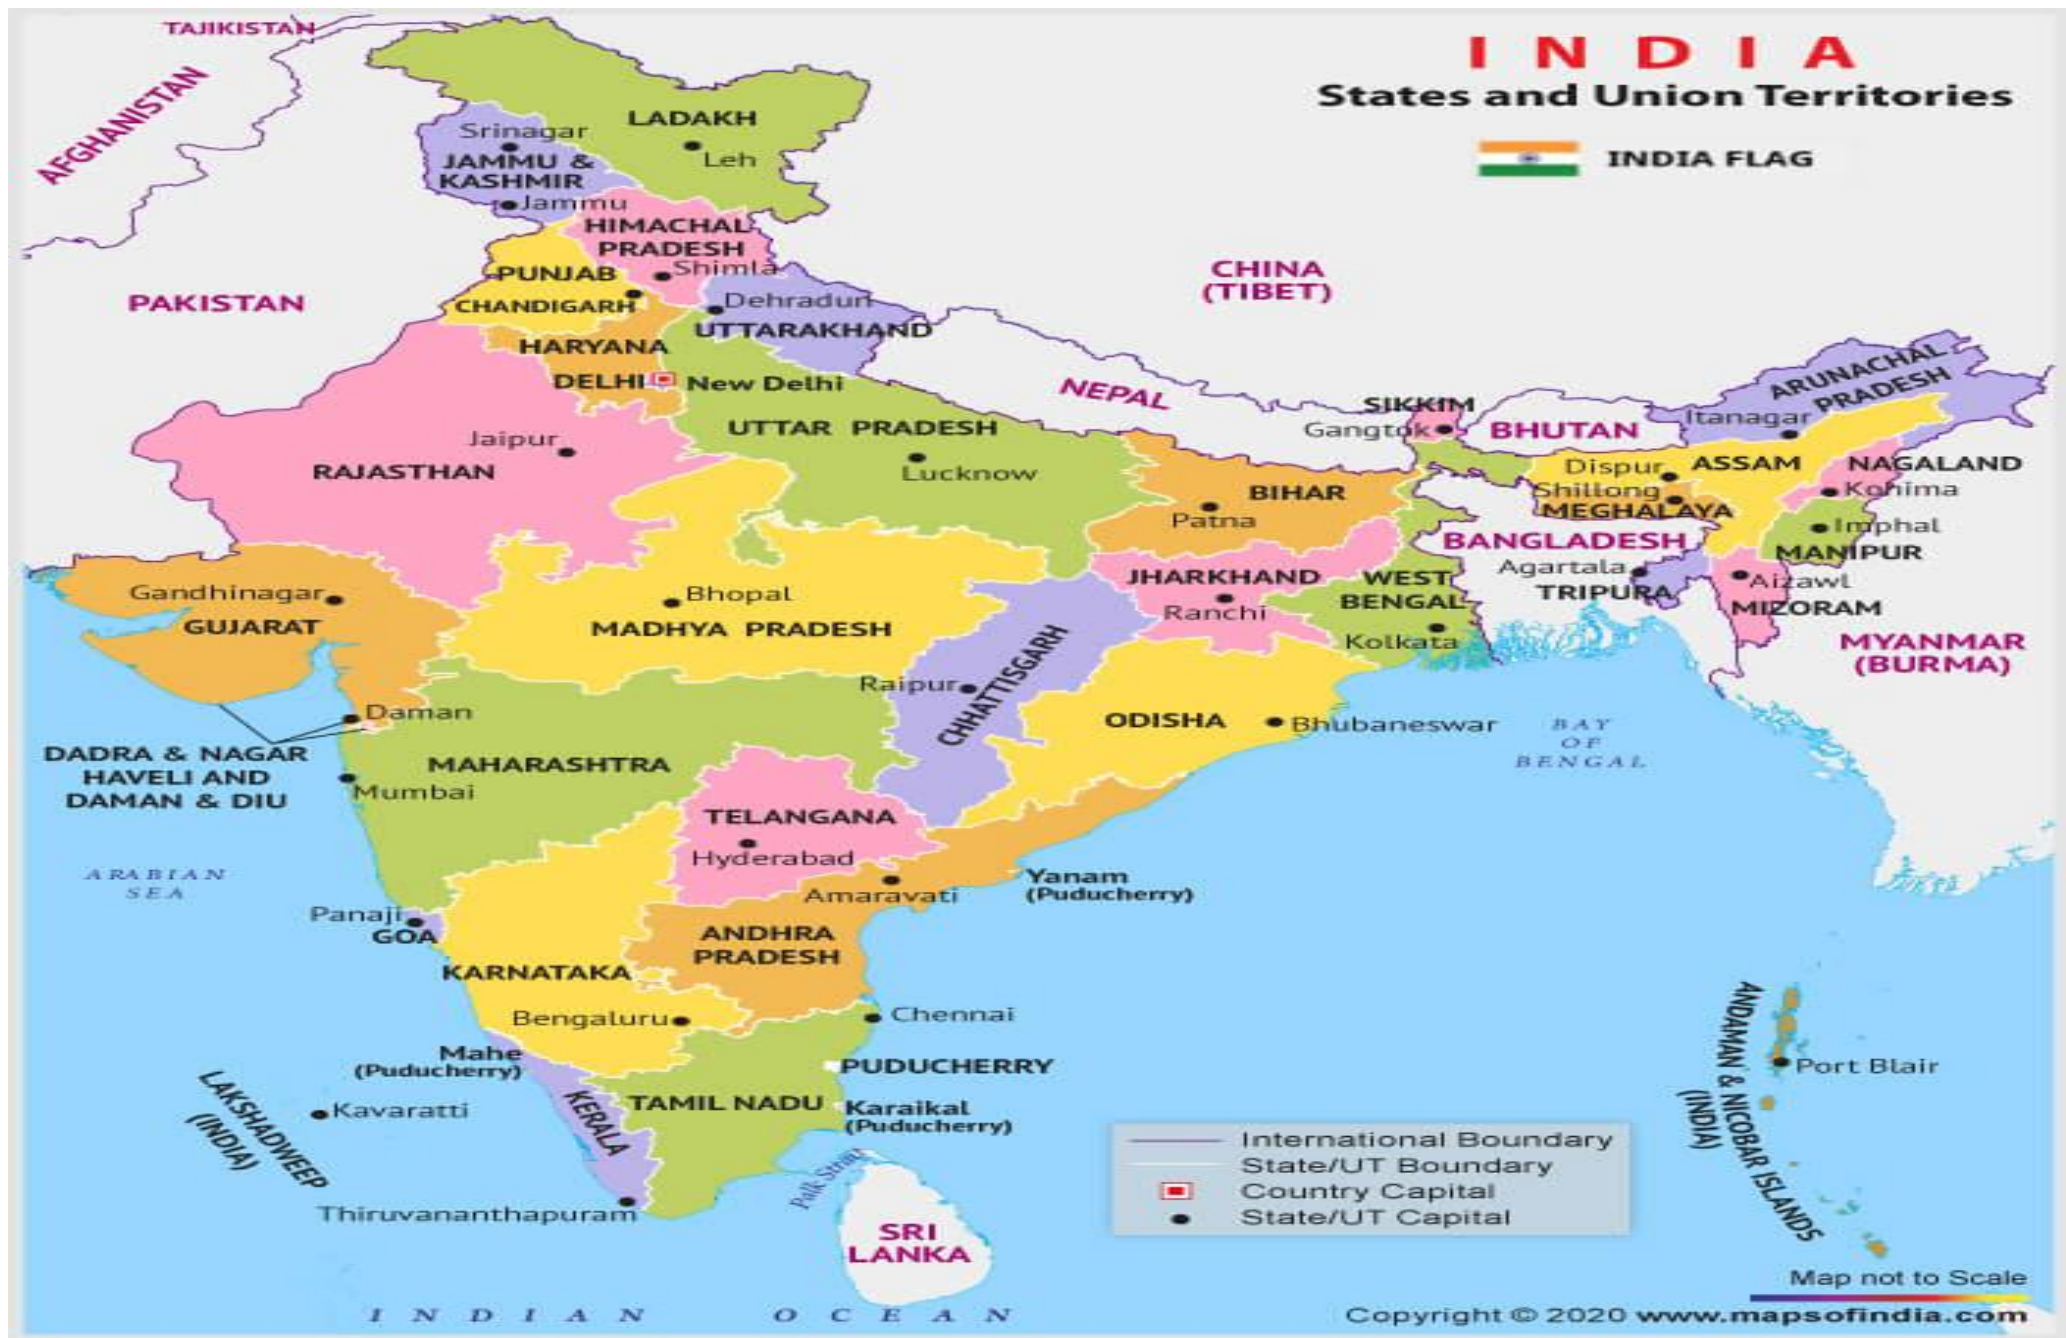 TAJIKISTAN
AFGHANISTAN
INDIA
States and Union Territories
INDIA FLAG
LADAKH
Srinagar
Leh
JAMMU &
KASHMIR
Jammu
HIMACHAL
PRADESH
Shimla
PUNJAB
CHANDIGARH
PAKISTAN
CHINA
(TIBET)
Dehradun
UTTARAKHAND
HARYANA
DELHI
New Delhi
NEPAL
ARUNACHAL
PRADESH
Itanagar
SIKKIM
Gangtok
BHUTAN
UTTAR PRADESH
Lucknow
Jaipur
RAJASTHAN
BIHAR
Patna
Dispur
ASSAM
NAGALAND
Shillong
Kohima
MEGHALAYA
Imphal
MANIPUR
BANGLADESH
Agartala
TRIPURA
Aizawl
MIZORAM
MYANMAR
(BURMA)
JHARKHAND
Ranchi
WEST
BENGAL
Kolkata
Gandhinagar
GUJARAT
Bhopal
MADHYA PRADESH
CHHATTISGARH
Raipur
ODISHA
Bhubaneswar
BAY
OF
BENGAL
Daman
DADRA & NAGAR
HAVELI AND
DAMAN & DIU
MAHARASHTRA
Mumbai
TELANGANA
Hyderabad
ARABIAN
SEA
Amaravati
Yanam
(Puducherry)
Panaji
GOA
ANDHRA
PRADESH
KARNATAKA
Bengaluru
Chennai
Mahe
(Puducherry)
PUDUCHERRY
LAKSHADWEEP
(INDIA)
Kavaratti
KERALA
TAMIL NADU
Karaikal
(Puducherry)
Thiruvananthapuram
Palk Strait
SRI
LANKA
ANDAMAN & NICOBAR ISLANDS
(INDIA)
Port Blair
International Boundary
State/UT Boundary
Country Capital
State/UT Capital
INDIAN OCEAN
Map not to Scale
Copyright © 2020 www.mapsofindia.com